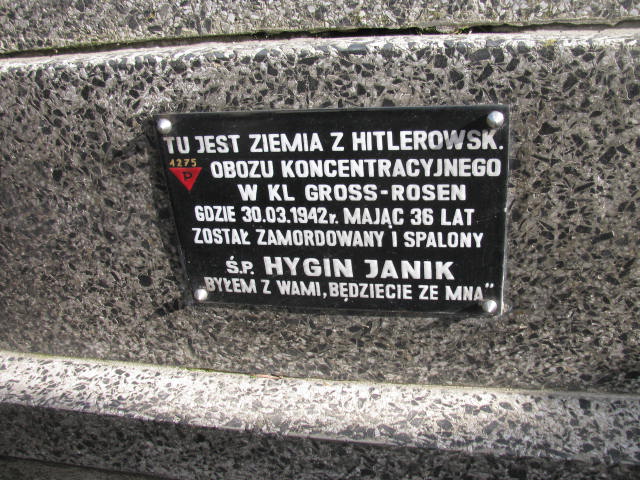 TU JEST ZIEMIA Z HITLEROWSK.
4275
P
OBOZU KONCENTRACYJNEGO
W KL GROSS-ROSEN
GDZIE 30.03.1942r. MAJĄC 36 LAT
ZOSTAŁ ZAMORDOWANY I SPALONY
Ś.P. HYGIN JANIK
BYŁEM Z WAMI, BĘDZIECIE ZE MNĄ"